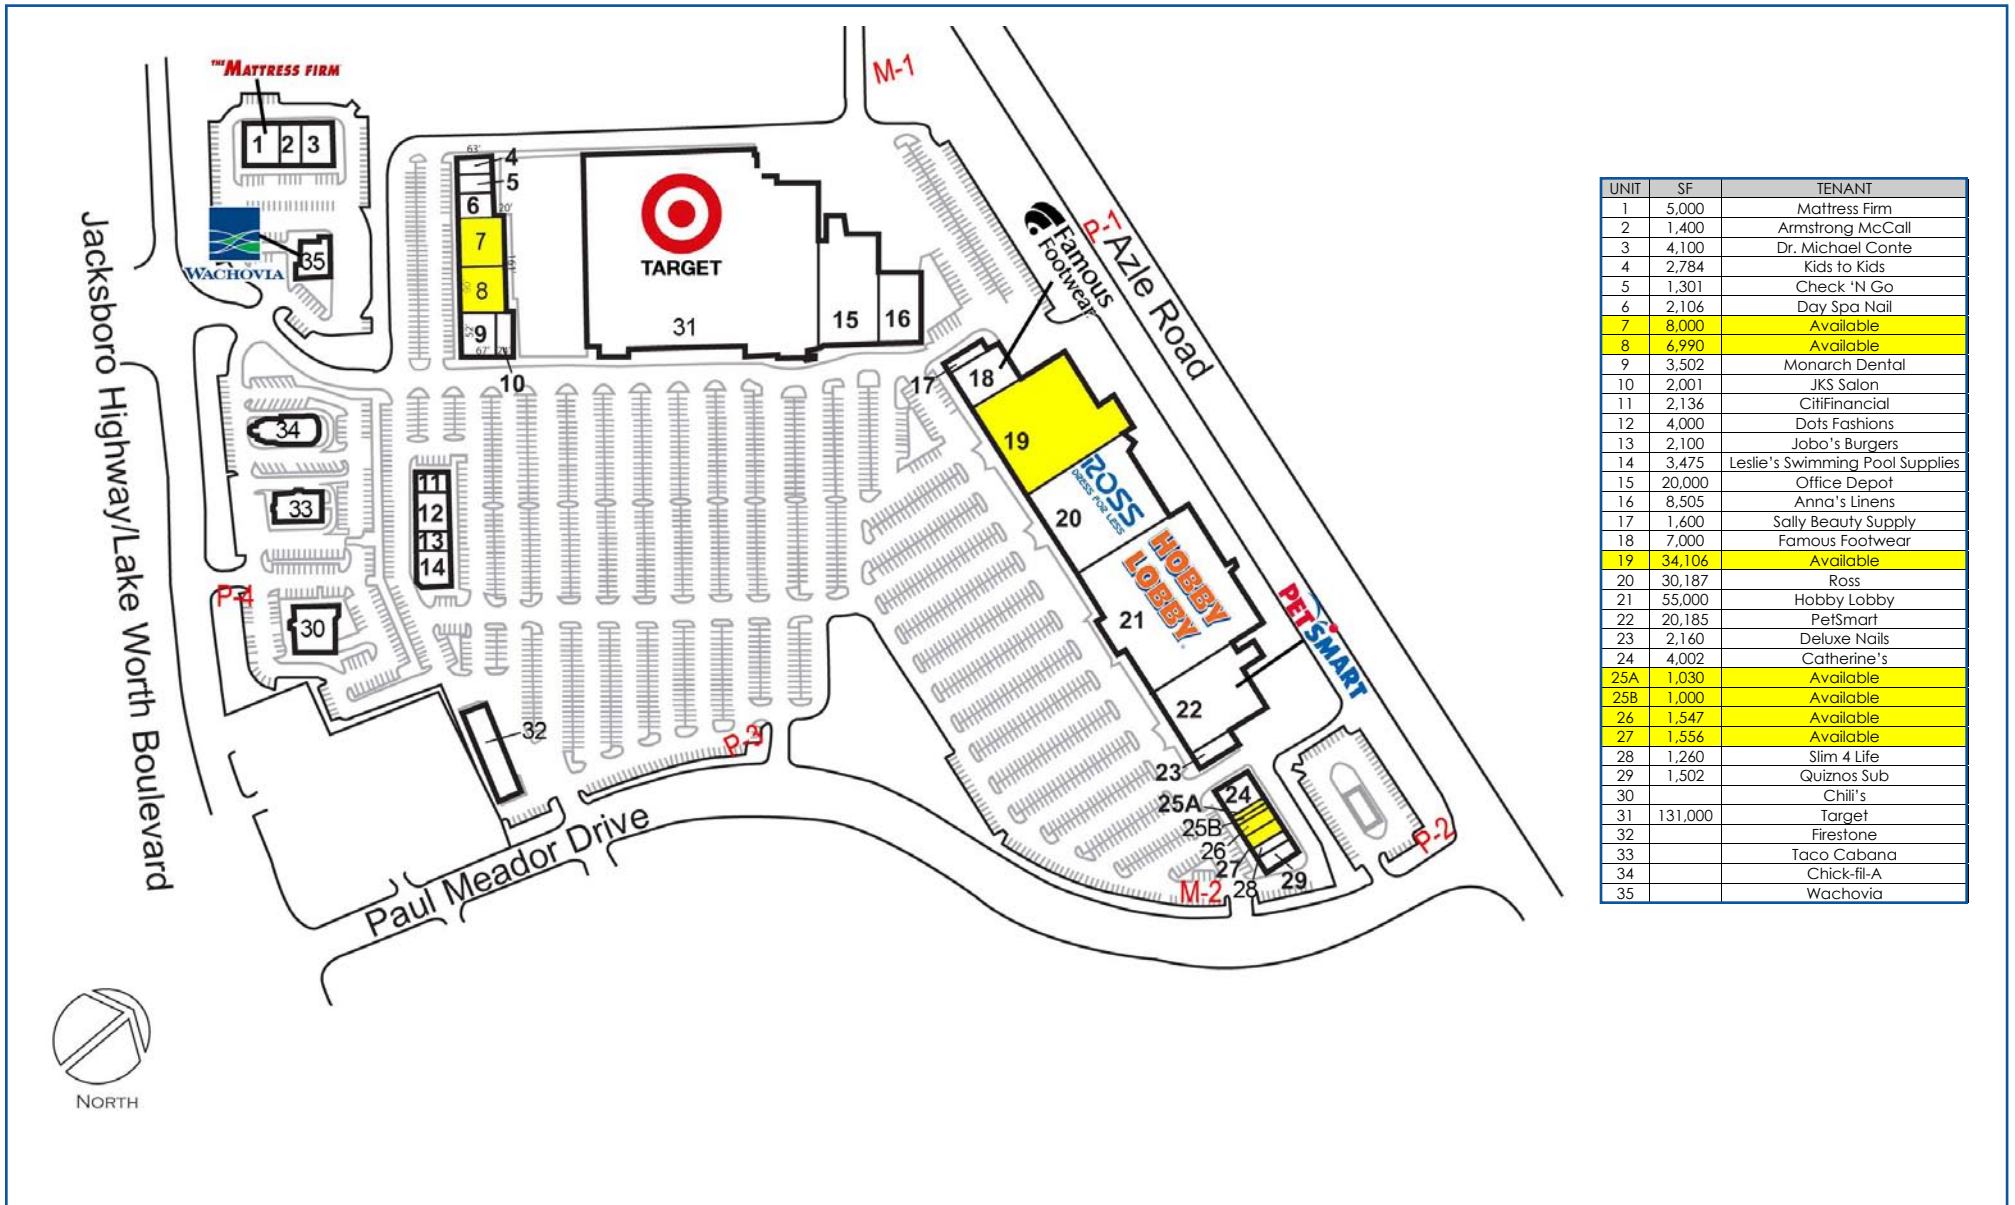 THE MATTRESS FIRM
1 2 3
WACHOVIA
35
63'
4
5
6
20'
7
8
9
52'
67'
10
TARGET
31
15
16
M-1
P-1
Azle Road
Famous
Footwear
17
18
19
ROSS
DRESS FOR LESS
20
HOBBY
LOBBY
21
PETSMART
22
23
24
25A
25B
26
27
28
29
M-2
P-2
34
33
11
12
13
14
P-4
30
32
P-3
Jacksboro Highway/Lake Worth Boulevard
Paul Meador Drive
NORTH
UNIT SF TENANT
1 5,000 Mattress Firm
2 1,400 Armstrong McCall
3 4,100 Dr. Michael Conte
4 2,784 Kids to Kids
5 1,301 Check ‘N Go
6 2,106 Day Spa Nail
7 8,000 Available
8 6,990 Available
9 3,502 Monarch Dental
10 2,001 JKS Salon
11 2,136 CitiFinancial
12 4,000 Dots Fashions
13 2,100 Jobo’s Burgers
14 3,475 Leslie’s Swimming Pool Supplies
15 20,000 Office Depot
16 8,505 Anna’s Linens
17 1,600 Sally Beauty Supply
18 7,000 Famous Footwear
19 34,106 Available
20 30,187 Ross
21 55,000 Hobby Lobby
22 20,185 PetSmart
23 2,160 Deluxe Nails
24 4,002 Catherine’s
25A 1,030 Available
25B 1,000 Available
26 1,547 Available
27 1,556 Available
28 1,260 Slim 4 Life
29 1,502 Quiznos Sub
30 Chili’s
31 131,000 Target
32 Firestone
33 Taco Cabana
34 Chick-fil-A
35 Wachovia